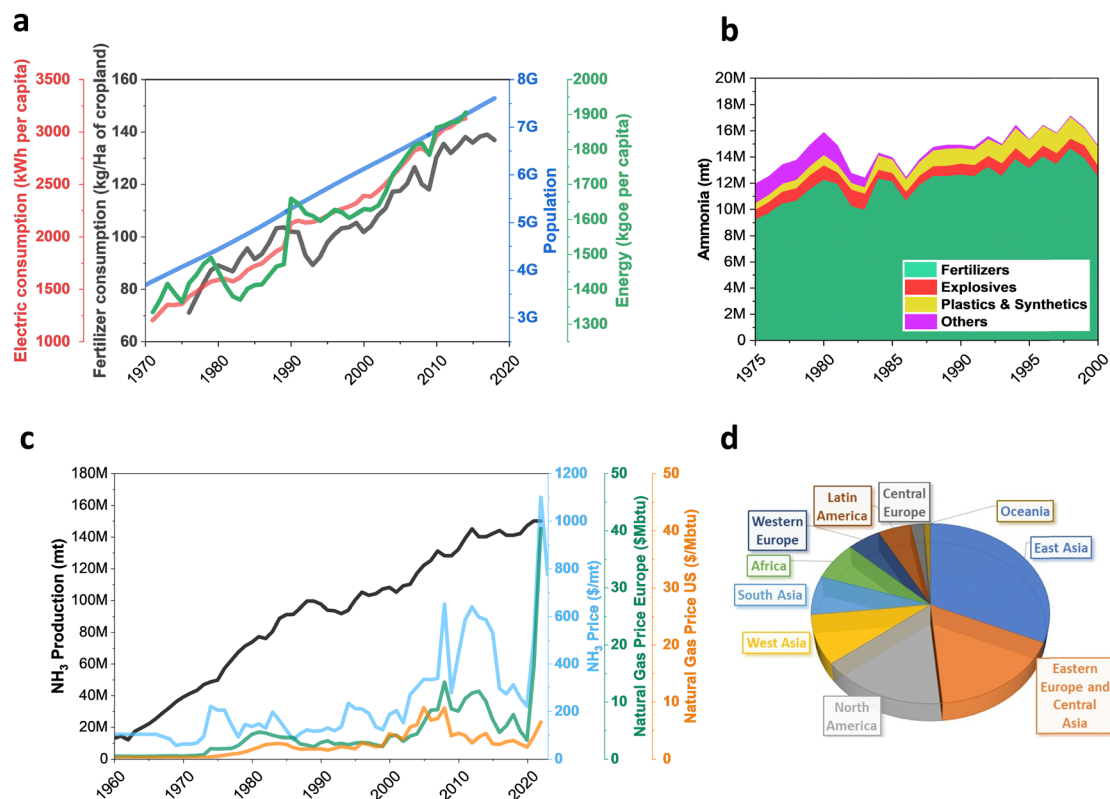 a
Electric consumption (kWh per capita)
3500
3000
2500
2000
1500
1000
Fertilizer consumption (kg/Ha of cropland)
160
140
120
100
80
60
1970
1980
1990
2000
2010
2020
8G
7G
6G
5G
4G
3G
Population
2000
1900
1800
1700
1600
1500
1400
1300
Energy (kgoe per capita)
b
Ammonia (mt)
20M
18M
16M
14M
12M
10M
8M
6M
4M
2M
0
1975
1980
1985
1990
1995
2000
Fertilizers
Explosives
Plastics & Synthetics
Others
c
NH3 Production (mt)
180M
160M
140M
120M
100M
80M
60M
40M
20M
0
1960
1970
1980
1990
2000
2010
2020
1200
1000
800
600
400
200
0
NH3 Price ($/mt)
50
40
30
20
10
0
Natural Gas Price Europe ($Mbtu)
50
40
30
20
10
0
Natural Gas Price US ($/Mbtu)
d
Central
Europe
Latin
America
Oceania
Western
Europe
East Asia
Africa
South Asia
West Asia
North
America
Eastern
Europe and
Central
Asia